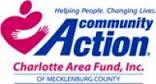 Helping People. Changing Lives.
community
Action
Charlotte Area Fund, Inc.
OF MECKLENBURG COUNTY